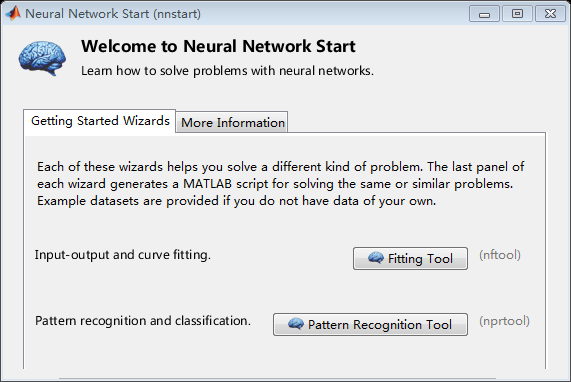 Neural Network Start (nnstart)
Welcome to Neural Network Start
Learn how to solve problems with neural networks.
Getting Started Wizards More Information
Each of these wizards helps you solve a different kind of problem. The last panel of
each wizard generates a MATLAB script for solving the same or similar problems.
Example datasets are provided if you do not have data of your own.
Input-output and curve fitting. Fitting Tool (nftool)
Pattern recognition and classification. Pattern Recognition Tool (nprtool)